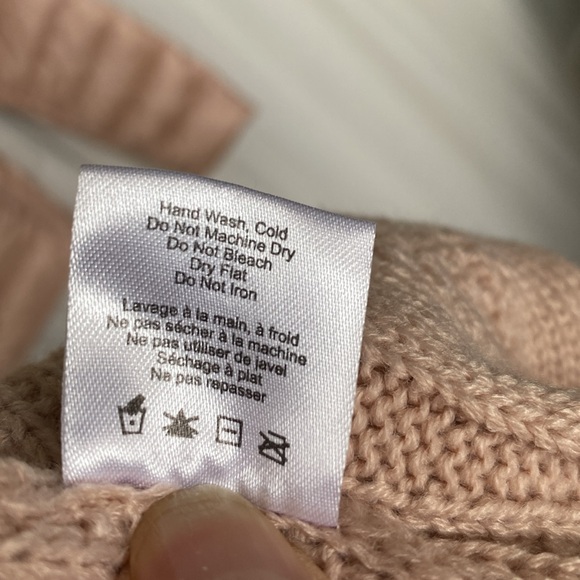 Hand Wash, Cold
Do Not Machine Dry
Do Not Bleach
Dry Flat
Do Not Iron
Lavage à la main, à froid
Ne pas sécher à la machine
Ne pas utiliser de javel
Séchage à plat
Ne pas repasser